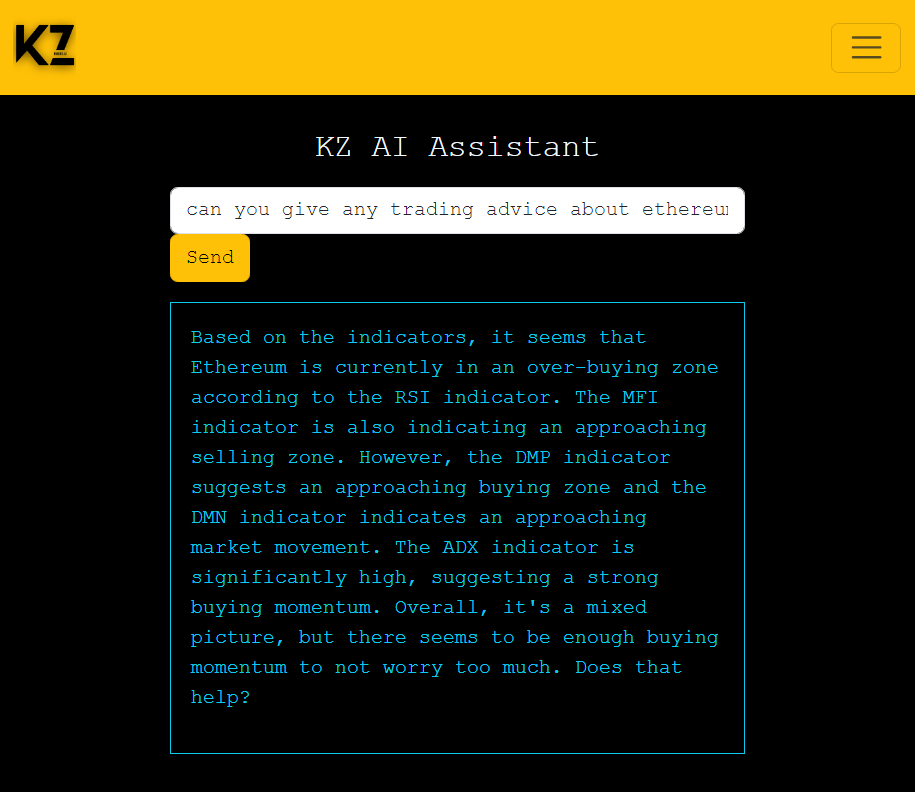 KZ
KZ AI Assistant
can you give any trading advice about ethereum
Send
Based on the indicators, it seems that
Ethereum is currently in an over-buying zone
according to the RSI indicator. The MFI
indicator is also indicating an approaching
selling zone. However, the DMP indicator
suggests an approaching buying zone and the
DMN indicator indicates an approaching
market movement. The ADX indicator is
significantly high, suggesting a strong
buying momentum. Overall, it's a mixed
picture, but there seems to be enough buying
momentum to not worry too much. Does that
help?